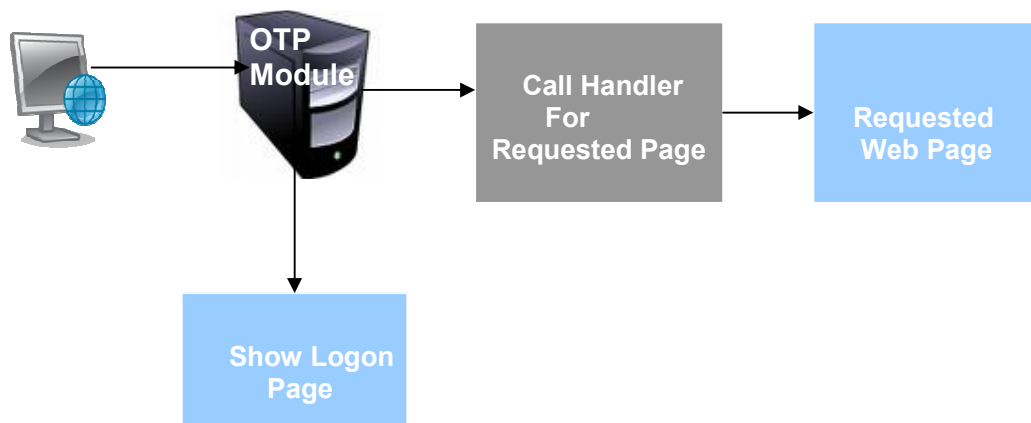 OTP
Module
Call Handler
For
Requested Page
Requested
Web Page
Show Logon
Page